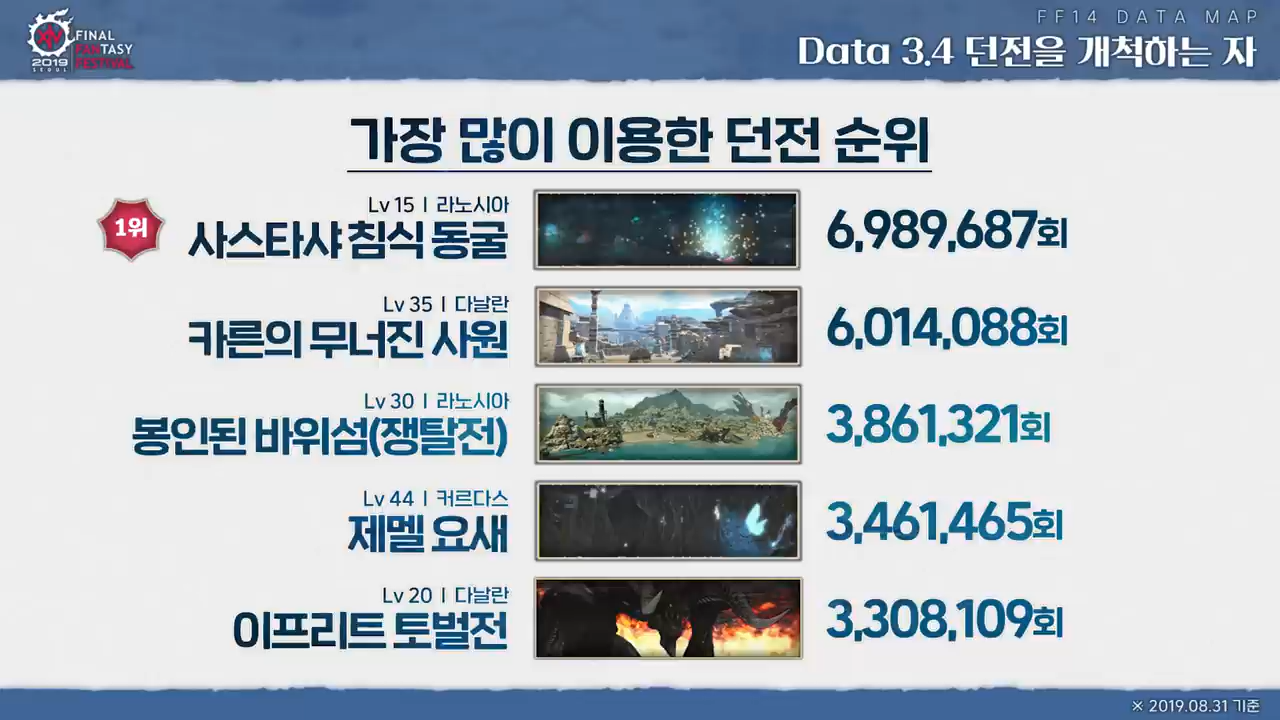 XIV FINAL
FANTASY
2019 FESTIVAL
SEOUL
FF14 DATA MAP
Data 3.4 던전을 개척하는 자
가장 많이 이용한 던전 순위
1위
Lv 15 | 라노시아
사스타샤 침식 동굴
6,989,687회
Lv 35 | 다날란
카른의 무너진 사원
6,014,088회
Lv 30 | 라노시아
봉인된 바위섬(쟁탈전)
3,861,321회
Lv 44 | 커르다스
제멜 요새
3,461,465회
Lv 20 | 다날란
이프리트 토벌전
3,308,109회
※ 2019.08.31 기준